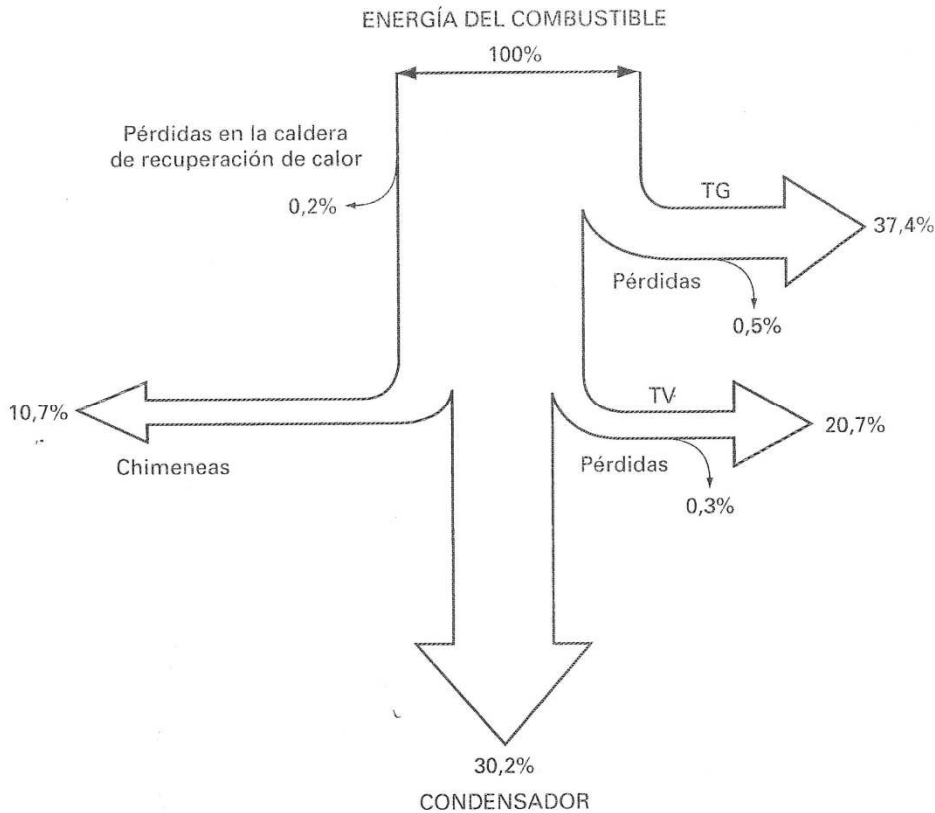 ENERGÍA DEL COMBUSTIBLE
100%
Pérdidas en la caldera
de recuperación de calor
0,2%
TG
37,4%
Pérdidas
0,5%
10,7%
Chimeneas
TV
20,7%
Pérdidas
0,3%
30,2%
CONDENSADOR